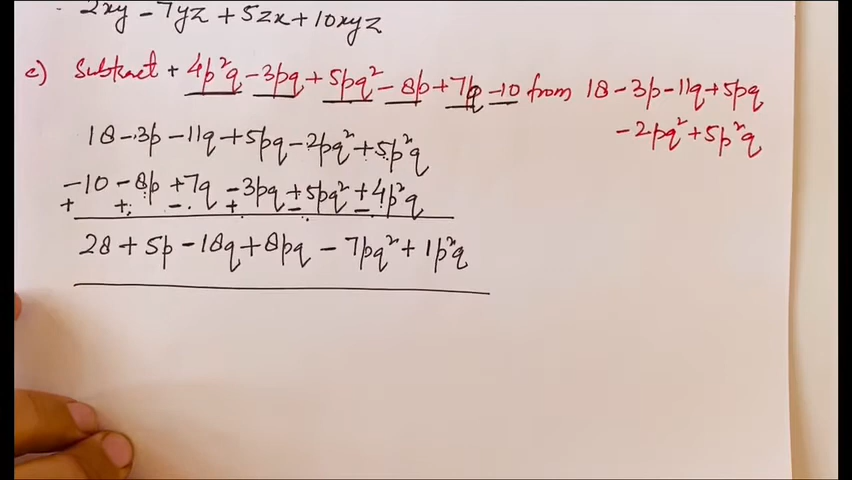 2xy - 7yz + 5zx + 10xyz
c) Subtract + 4p²q - 3pq + 5pq² - 8p + 7q - 10 from 18 - 3p - 11q + 5pq
- 2pq² + 5p²q
18 - 3p - 11q + 5pq - 2pq² + 5p²q
- 10 - 8p + 7q - 3pq + 5pq² + 4p²q
+ + - + - -
28 + 5p - 18q + 8pq - 7pq² + 1p²q